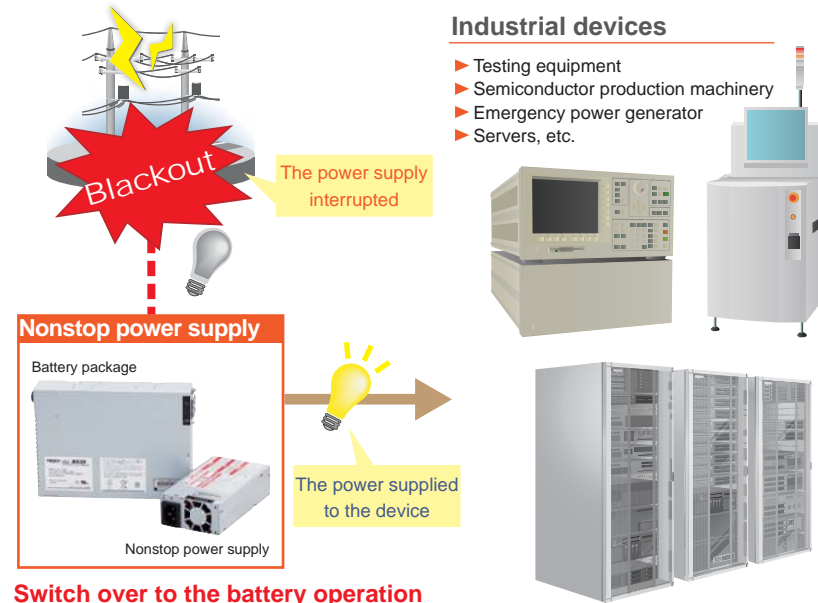 Industrial devices
Testing equipment
Semiconductor production machinery
Emergency power generator
Servers, etc.
Blackout
The power supply
interrupted
Nonstop power supply
Battery package
Nonstop power supply
The power supplied
to the device
Switch over to the battery operation